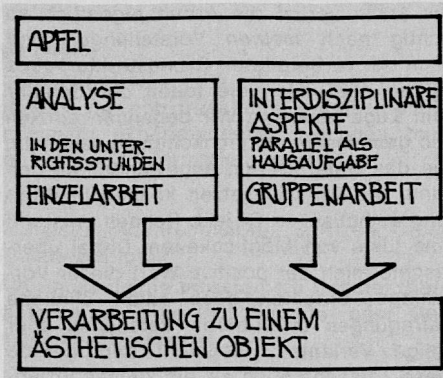 APFEL
ANALYSE
IN DEN UNTER-
RICHTSSTUNDEN
EINZELARBEIT
INTERDISZIPLINÄRE
ASPEKTE
PARALLEL ALS
HAUSAUFGABE
GRUPPENARBEIT
VERARBEITUNG ZU EINEM
ÄSTHETISCHEN OBJEKT